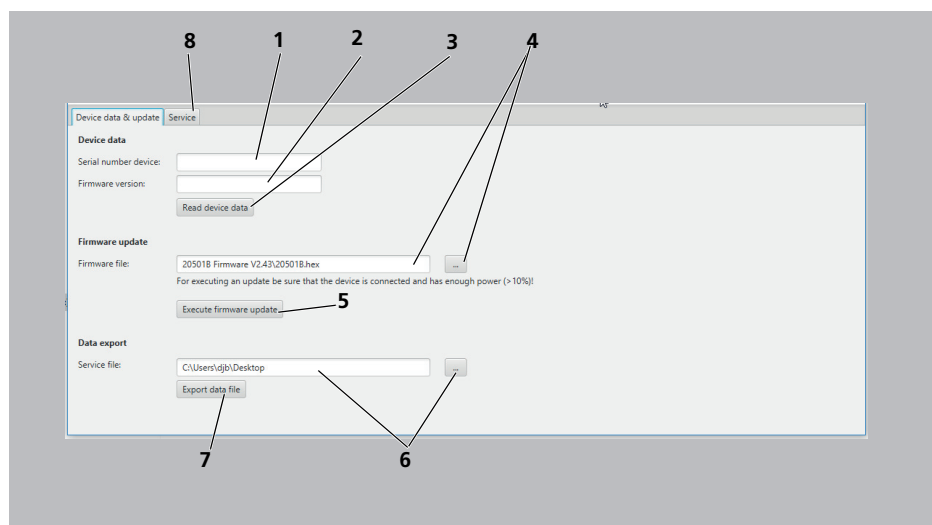 8 1 2 3 4
Device data & update Service
Device data
Serial number device:
Firmware version:
Read device data
Firmware update
Firmware file: 20501B Firmware V2.43\20501B.hex ...
For executing an update be sure that the device is connected and has enough power (>10%)!
Execute firmware update 5
Data export
Service file: C:\Users\djb\Desktop ...
Export data file
7 6